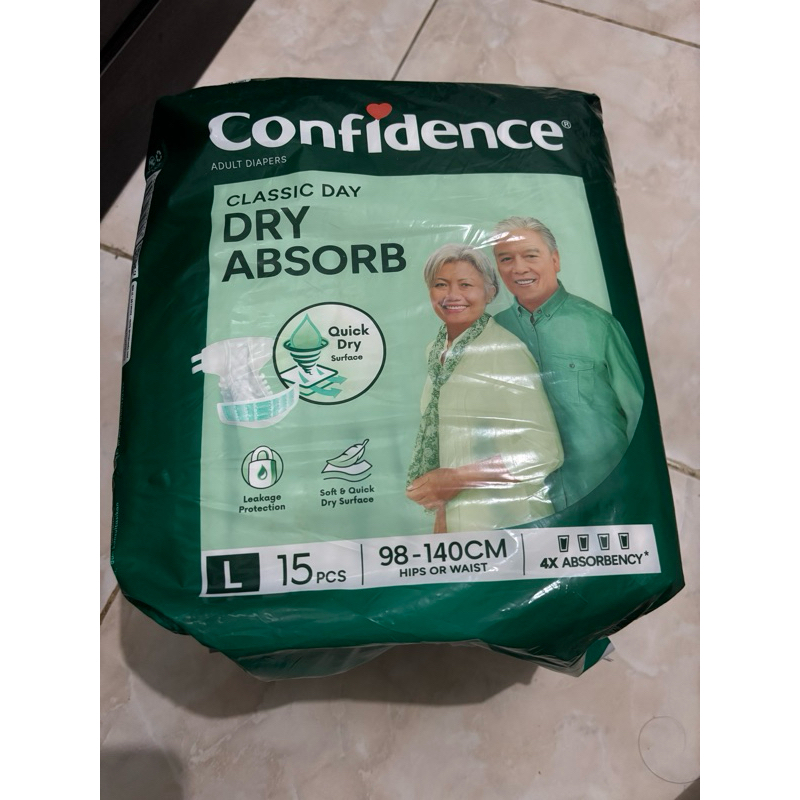 Confidence®
ADULT DIAPERS
CLASSIC DAY
DRY
ABSORB
Quick
Dry
Surface
Leakage
Protection
Soft & Quick
Dry Surface
L
15 PCS
98-140CM
HIPS OR WAIST
4X ABSORBENCY*